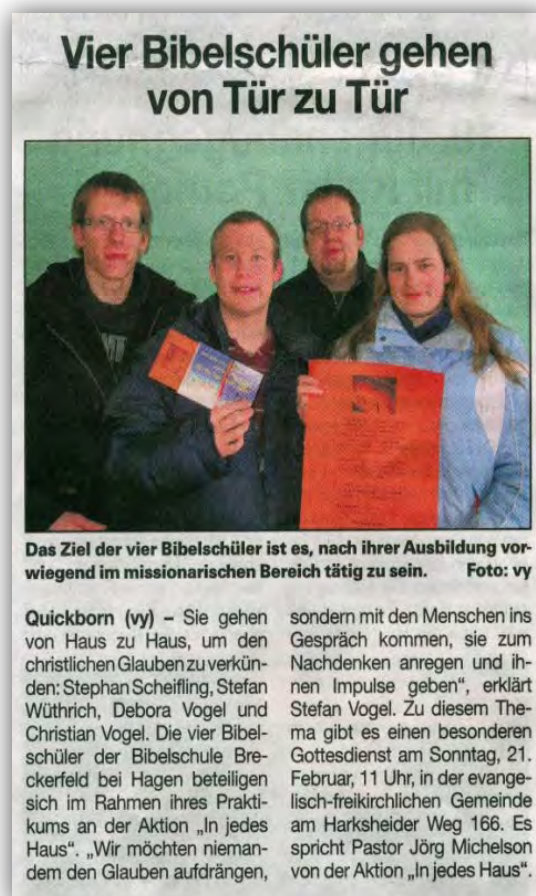 Vier Bibelschüler gehen
von Tür zu Tür
Das Ziel der vier Bibelschüler ist es, nach ihrer Ausbildung vor-
wiegend im missionarischen Bereich tätig zu sein. Foto: vy
Quickborn (vy) – Sie gehen
von Haus zu Haus, um den
christlichen Glauben zu verkün-
den: Stephan Scheifling, Stefan
Wüthrich, Debora Vogel und
Christian Vogel. Die vier Bibel-
schüler der Bibelschule Bre-
ckerfeld bei Hagen beteiligen
sich im Rahmen ihres Prakti-
kums an der Aktion „In jedes
Haus“. „Wir möchten nieman-
dem den Glauben aufdrängen,
sondern mit den Menschen ins
Gespräch kommen, sie zum
Nachdenken anregen und ih-
nen Impulse geben“, erklärt
Stefan Vogel. Zu diesem The-
ma gibt es einen besonderen
Gottesdienst am Sonntag, 21.
Februar, 11 Uhr, in der evange-
lisch-freikirchlichen Gemeinde
am Harksheider Weg 166. Es
spricht Pastor Jörg Michelson
von der Aktion „In jedes Haus“.